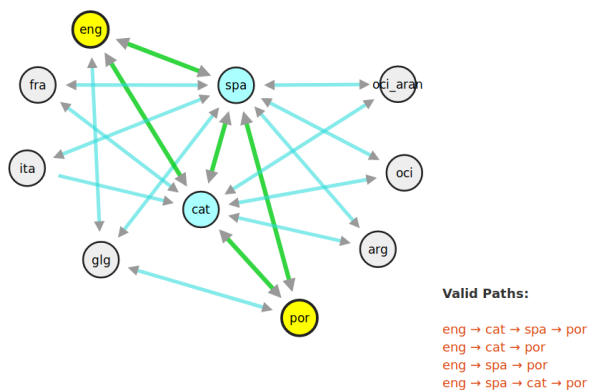 eng
fra
spa
oci_aran
ita
oci
cat
arg
glg
por
Valid Paths:
eng → cat → spa → por
eng → cat → por
eng → spa → por
eng → spa → cat → por